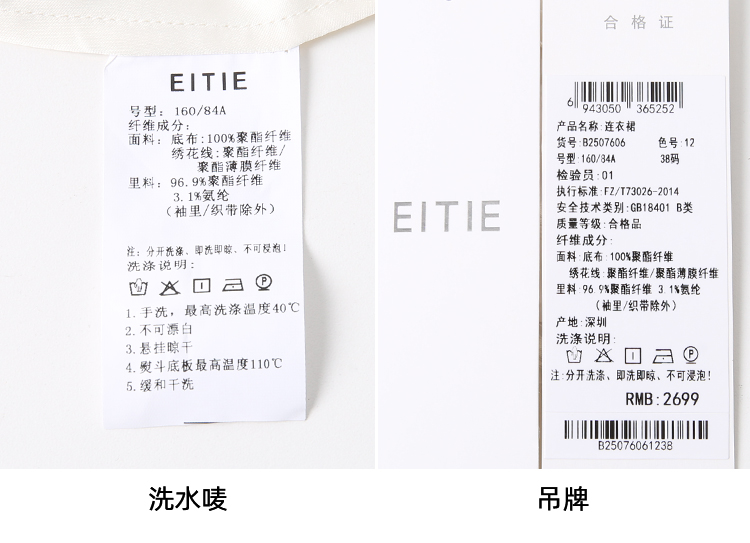 EITIE
号型：160/84A
纤维成分：
面料：底布:100%聚酯纤维
绣花线:聚酯纤维/
聚酯薄膜纤维
里料：96.9%聚酯纤维
3.1%氨纶
（袖里/织带除外）
注：分开洗涤、即洗即晾、不可浸泡！
洗涤说明：
1.手洗，最高洗涤温度40℃
2.不可漂白
3.悬挂晾干
4.熨斗底板最高温度110℃
5.缓和干洗
洗水唛
EITIE
合格证
6 943050 365252
产品名称:连衣裙
货号:B2507606 色号:12
号型:160/84A 38码
检验员:01
执行标准:FZ/T73026-2014
安全技术类别:GB18401 B类
质量等级:合格品
纤维成分:
面料:底布:100%聚酯纤维
绣花线:聚酯纤维/聚酯薄膜纤维
里料:96.9%聚酯纤维 3.1%氨纶
（袖里/织带除外）
产地:深圳
洗涤说明:
注:分开洗涤、即洗即晾、不可浸泡!
RMB:2699
B25076061238
吊牌